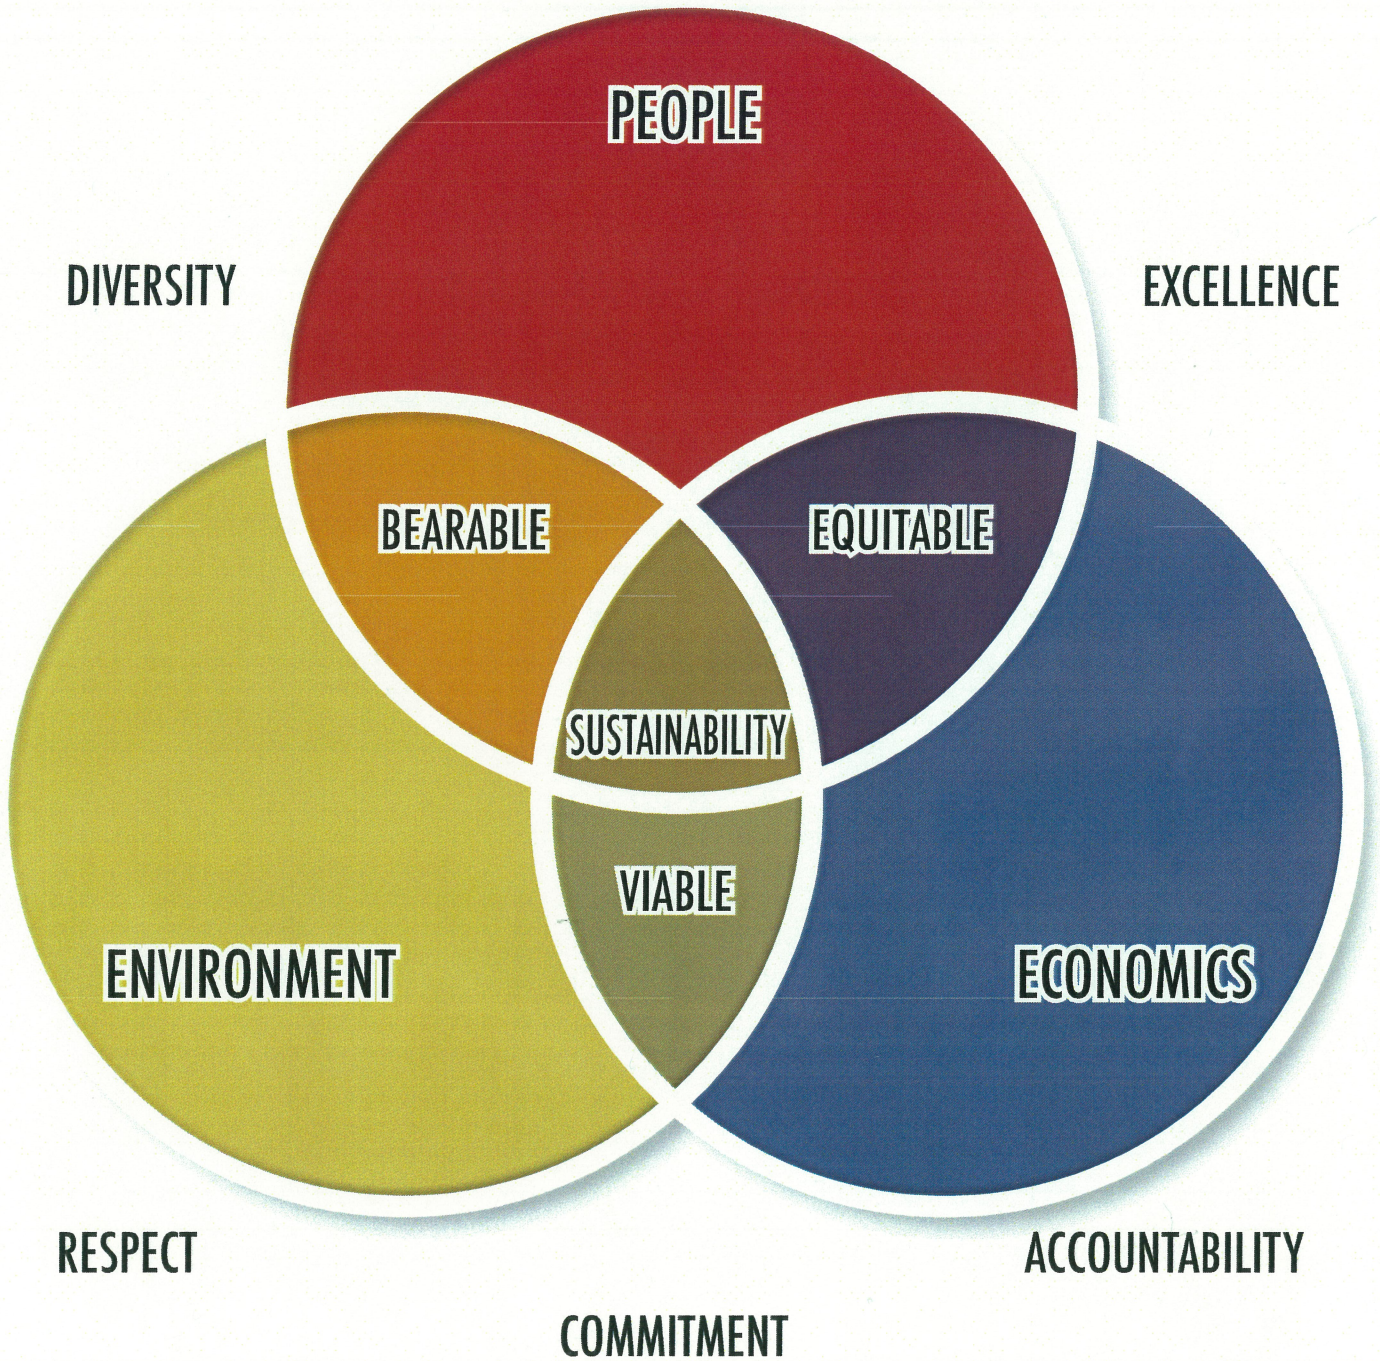 PEOPLE
DIVERSITY
EXCELLENCE
BEARABLE
EQUITABLE
SUSTAINABILITY
VIABLE
ENVIRONMENT
ECONOMICS
RESPECT
ACCOUNTABILITY
COMMITMENT